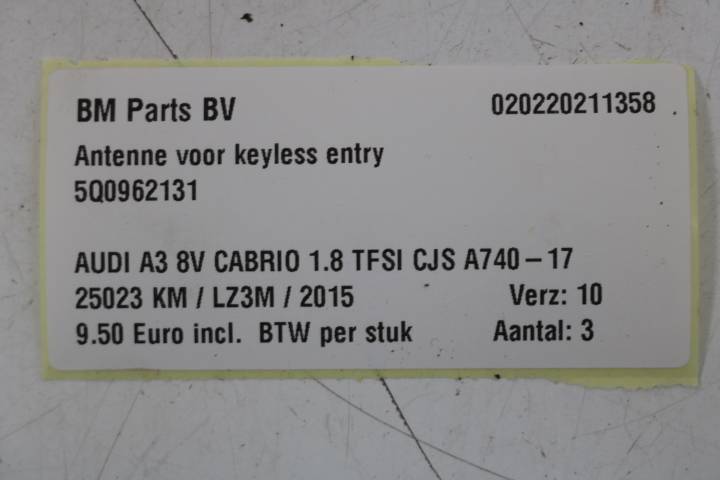 BM Parts BV 020220211358
Antenne voor keyless entry
5Q0962131
AUDI A3 8V CABRIO 1.8 TFSI CJS A740-17
25023 KM / LZ3M / 2015 Verz: 10
9.50 Euro incl. BTW per stuk Aantal: 3